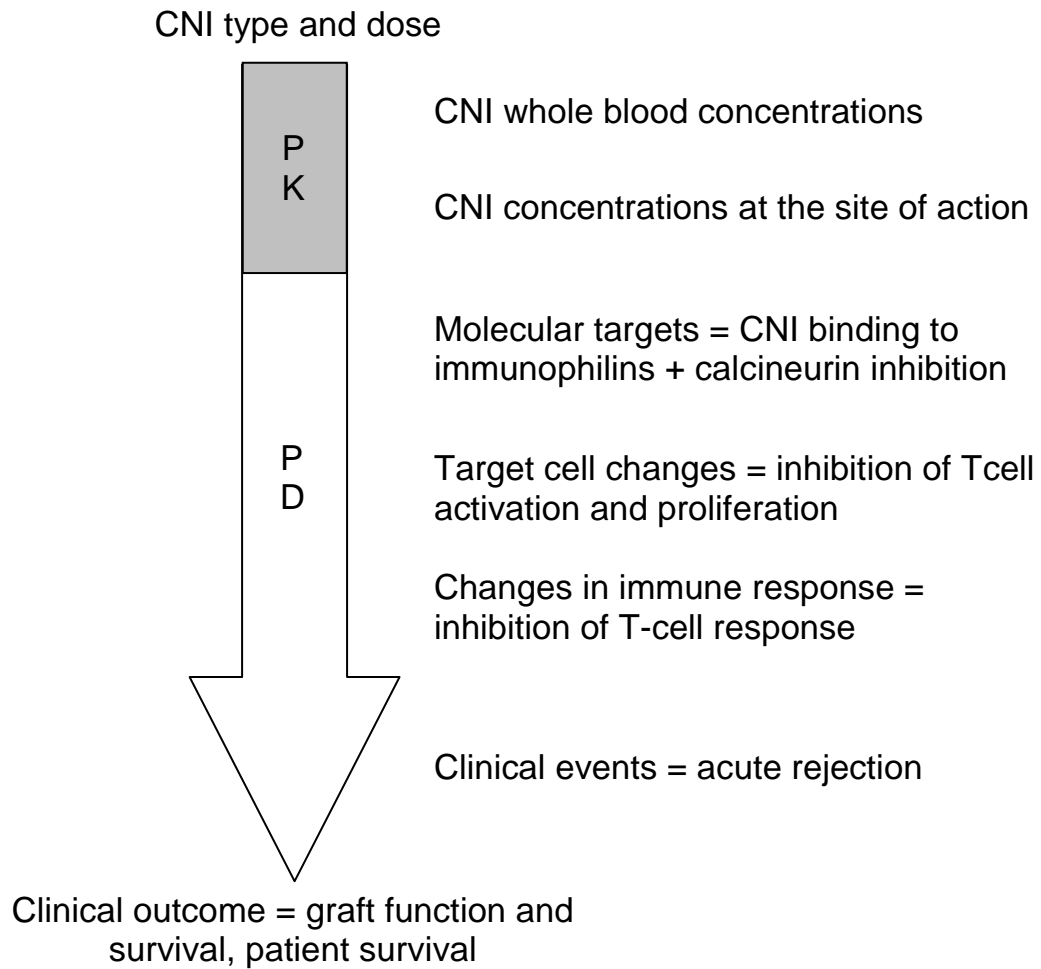 CNI type and dose
P
K
CNI whole blood concentrations
CNI concentrations at the site of action
Molecular targets = CNI binding to
immunophilins + calcineurin inhibition
P
D
Target cell changes = inhibition of Tcell
activation and proliferation
Changes in immune response =
inhibition of T-cell response
Clinical events = acute rejection
Clinical outcome = graft function and
survival, patient survival